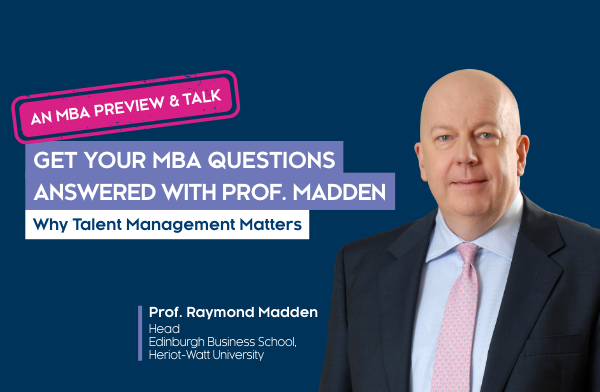 AN MBA PREVIEW & TALK
GET YOUR MBA QUESTIONS
ANSWERED WITH PROF. MADDEN
Why Talent Management Matters
Prof. Raymond Madden
Head
Edinburgh Business School,
Heriot-Watt University